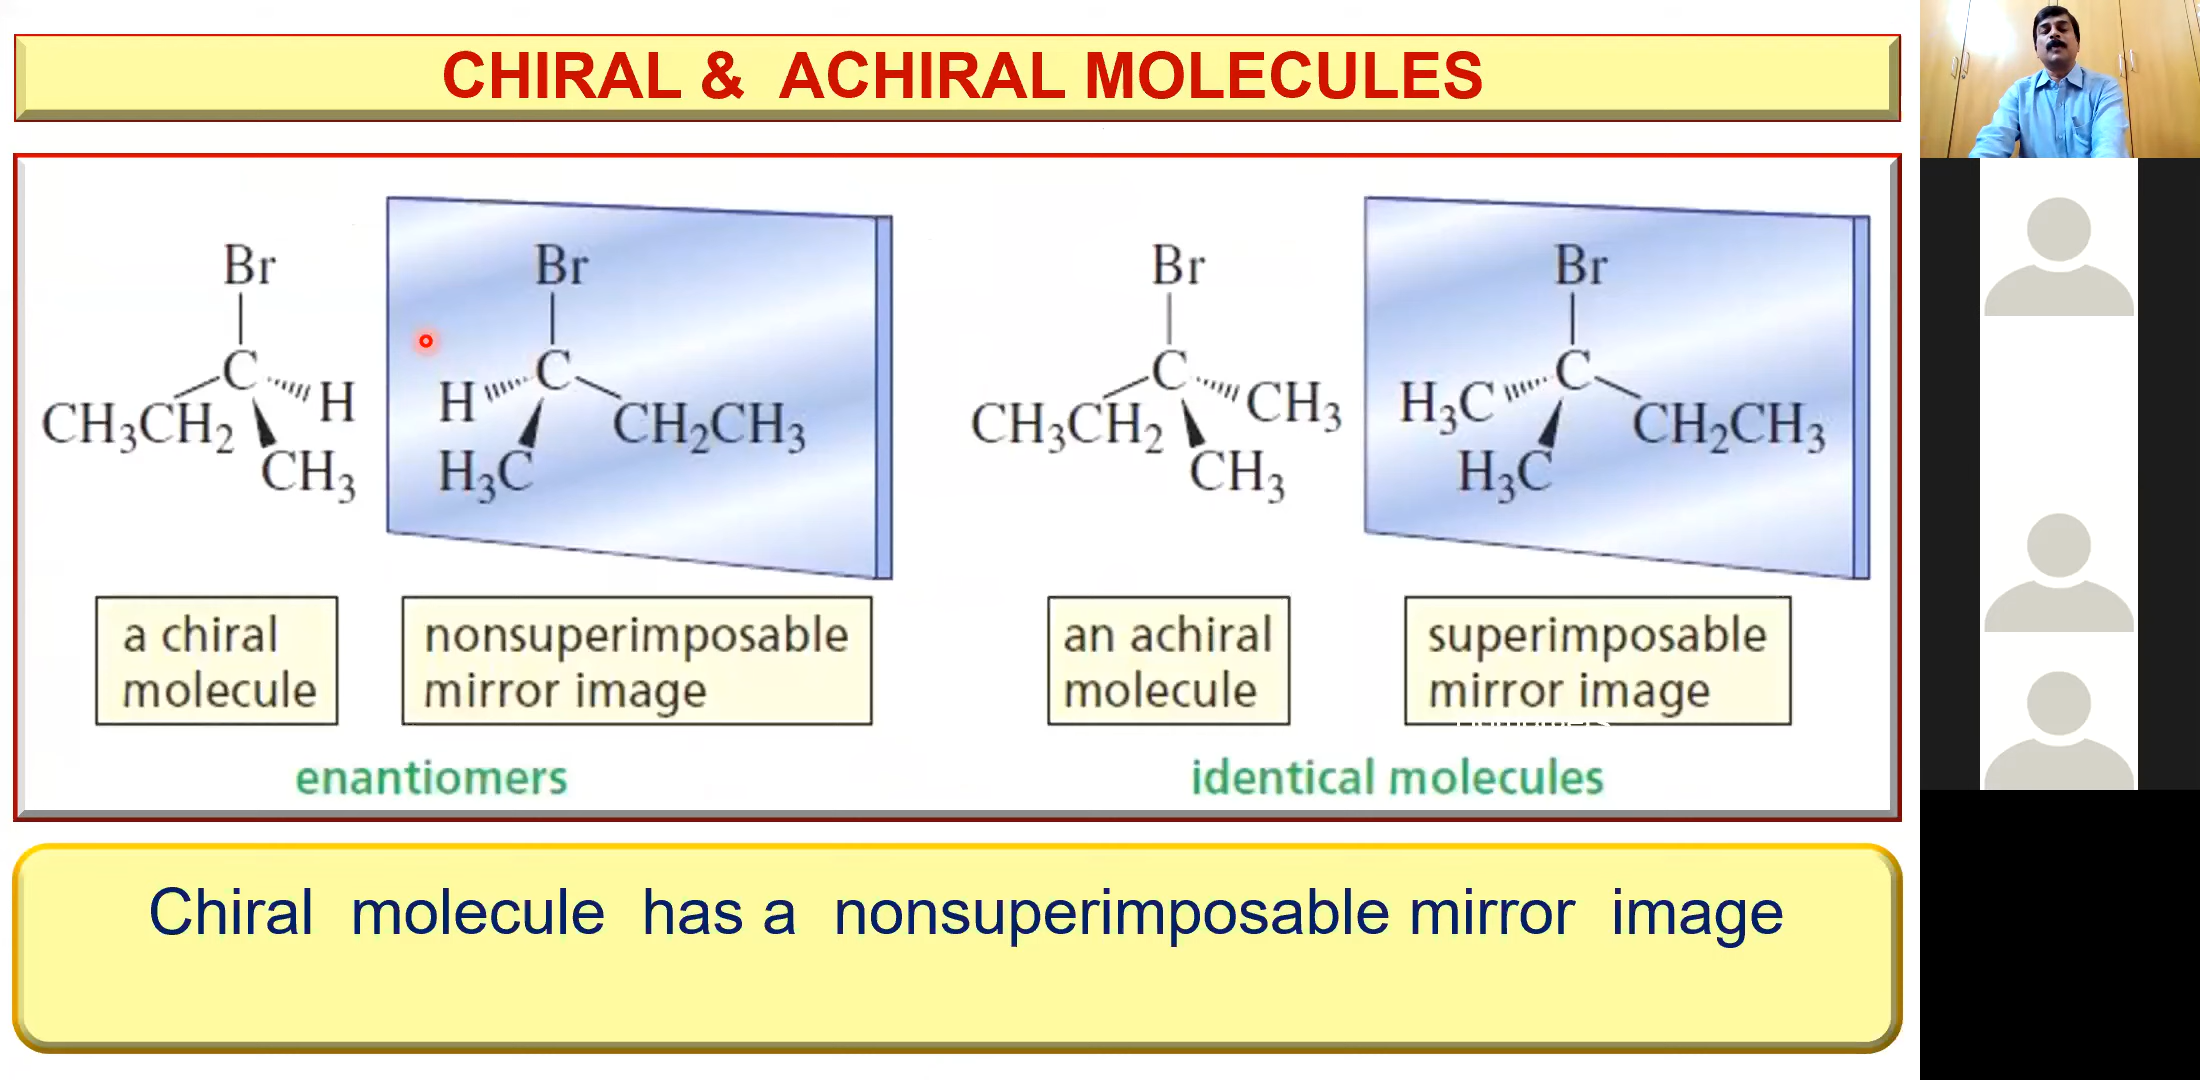 CHIRAL & ACHIRAL MOLECULES
Br
C
H
CH₃CH₂
CH₃
Br
H
C
CH₂CH₃
H₃C
Br
C
CH₃
CH₃CH₂
CH₃
Br
H₃C
C
CH₂CH₃
H₃C
a chiral
molecule
nonsuperimposable
mirror image
an achiral
molecule
superimposable
mirror image
enantiomers
identical molecules
Chiral molecule has a nonsuperimposable mirror image